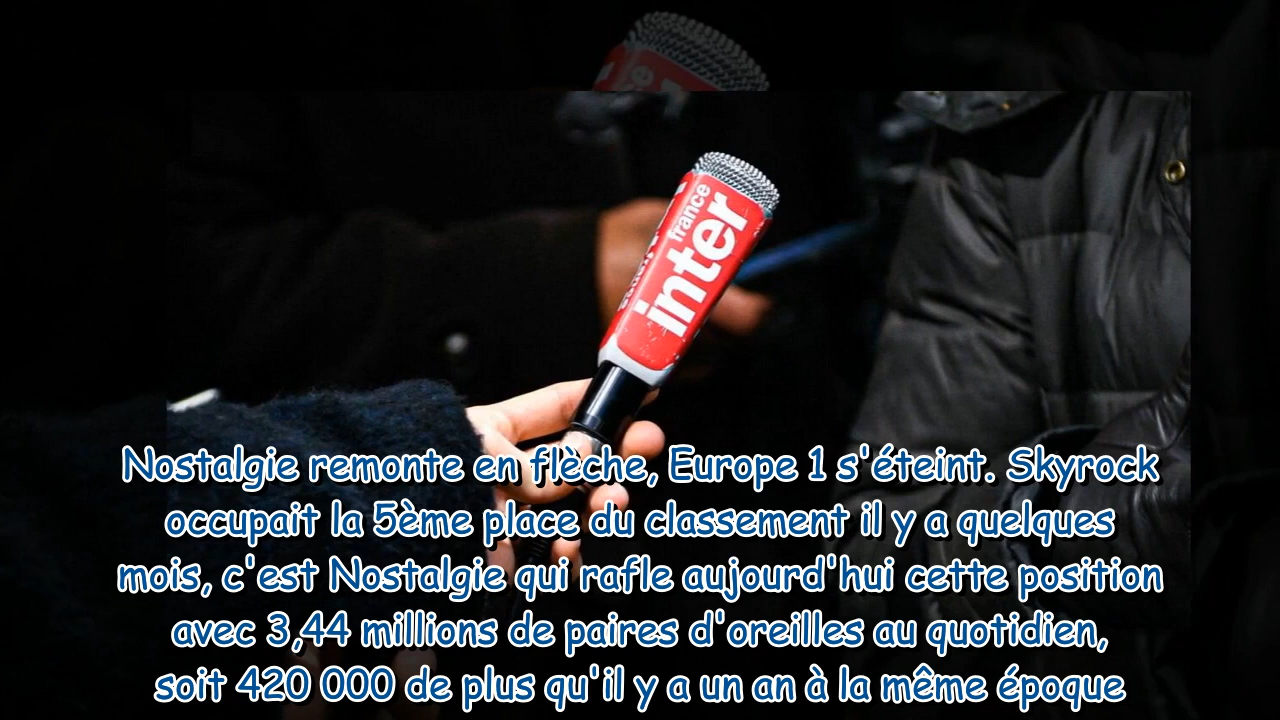 france
inter
Nostalgie remonte en flèche, Europe 1 s'éteint. Skyrock
occupait la 5ème place du classement il y a quelques
mois, c'est Nostalgie qui rafle aujourd'hui cette position
avec 3,44 millions de paires d'oreilles au quotidien,
soit 420 000 de plus qu'il y a un an à la même époque